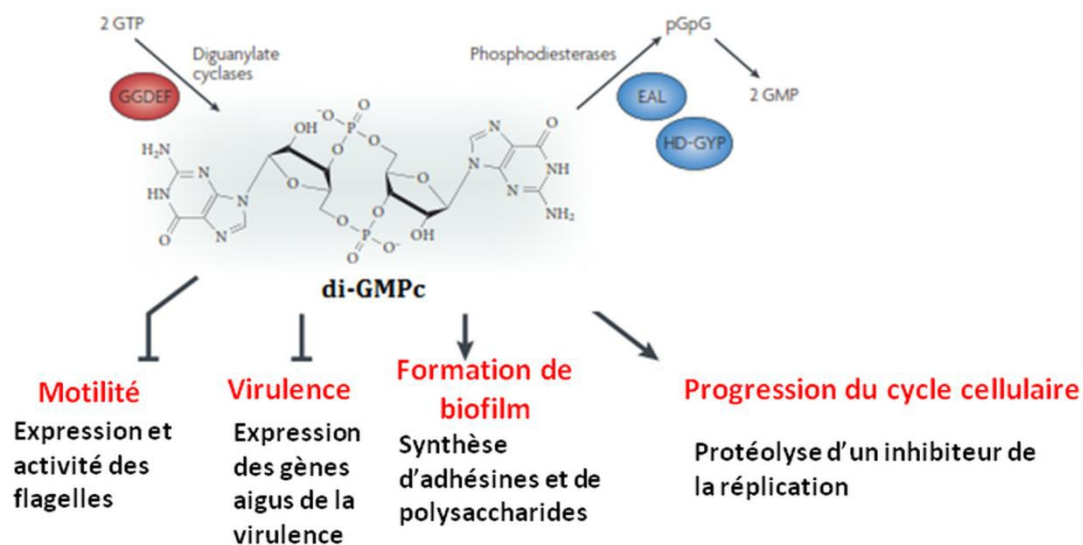 2 GTP
Diguanylate
cyclases
GGDEF
Phosphodiesterases
pGpG
EAL
2 GMP
HD-GYP
H₂N
N
HN
N
O
N
N
O
OH
⁻O
P
O
O
O
O
P
O
O⁻
O
O
O
OH
N
N
N
N
O
NH
NH₂
di-GMPc
Motilité
Expression et
activité des
flagelles
Virulence
Expression
des gènes
aigus de la
virulence
Formation de
biofilm
Synthèse
d'adhésines et de
polysaccharides
Progression du cycle cellulaire
Protéolyse d'un inhibiteur de
la réplication